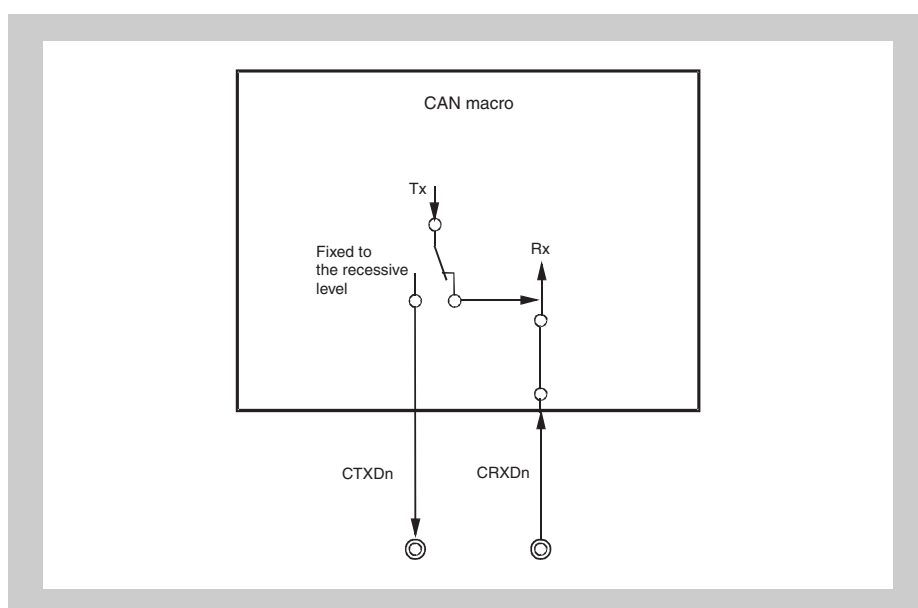 CAN macro
Tx
Fixed to
the recessive
level
Rx
CTXDn
CRXDn